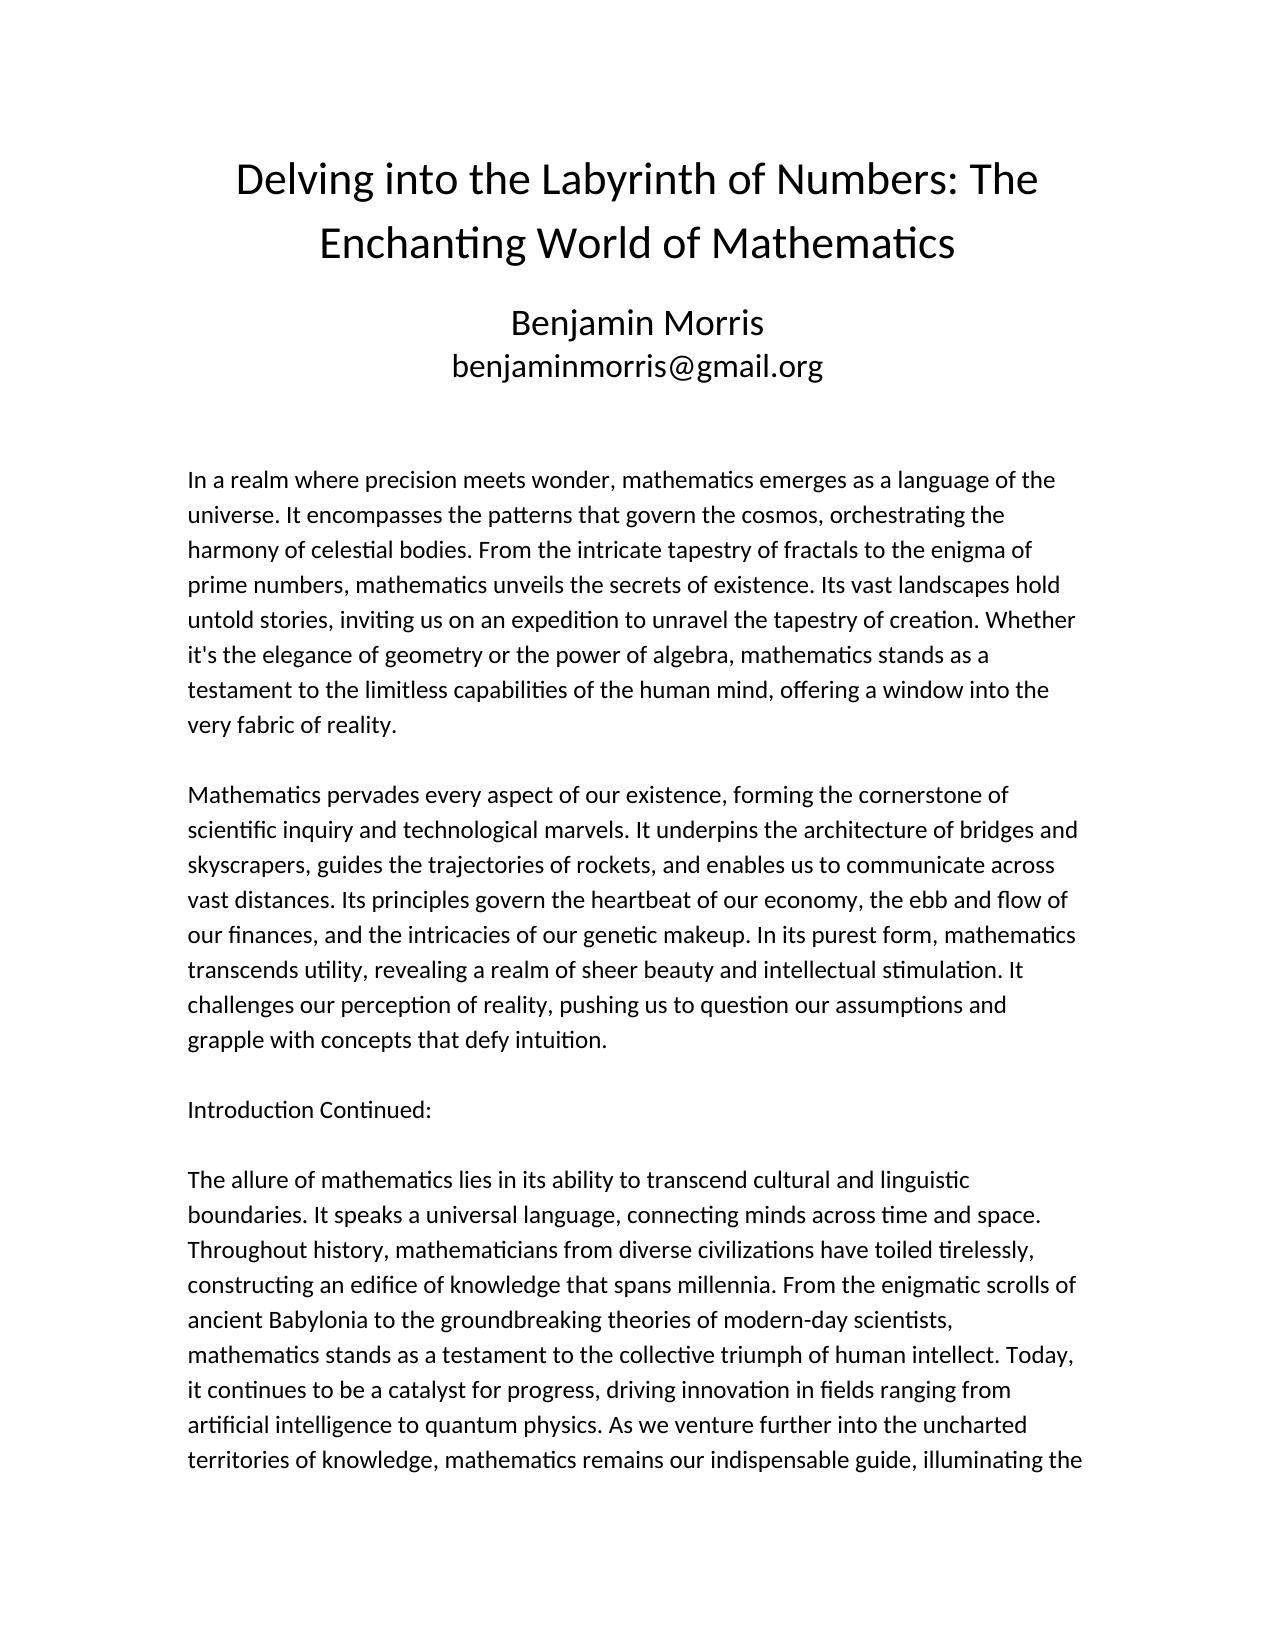 Delving into the Labyrinth of Numbers: The
Enchanting World of Mathematics
Benjamin Morris
benjaminmorris@gmail.org
In a realm where precision meets wonder, mathematics emerges as a language of the
universe. It encompasses the patterns that govern the cosmos, orchestrating the
harmony of celestial bodies. From the intricate tapestry of fractals to the enigma of
prime numbers, mathematics unveils the secrets of existence. Its vast landscapes hold
untold stories, inviting us on an expedition to unravel the tapestry of creation. Whether
it's the elegance of geometry or the power of algebra, mathematics stands as a
testament to the limitless capabilities of the human mind, offering a window into the
very fabric of reality.
Mathematics pervades every aspect of our existence, forming the cornerstone of
scientific inquiry and technological marvels. It underpins the architecture of bridges and
skyscrapers, guides the trajectories of rockets, and enables us to communicate across
vast distances. Its principles govern the heartbeat of our economy, the ebb and flow of
our finances, and the intricacies of our genetic makeup. In its purest form, mathematics
transcends utility, revealing a realm of sheer beauty and intellectual stimulation. It
challenges our perception of reality, pushing us to question our assumptions and
grapple with concepts that defy intuition.
Introduction Continued:
The allure of mathematics lies in its ability to transcend cultural and linguistic
boundaries. It speaks a universal language, connecting minds across time and space.
Throughout history, mathematicians from diverse civilizations have toiled tirelessly,
constructing an edifice of knowledge that spans millennia. From the enigmatic scrolls of
ancient Babylonia to the groundbreaking theories of modern-day scientists,
mathematics stands as a testament to the collective triumph of human intellect. Today,
it continues to be a catalyst for progress, driving innovation in fields ranging from
artificial intelligence to quantum physics. As we venture further into the uncharted
territories of knowledge, mathematics remains our indispensable guide, illuminating the